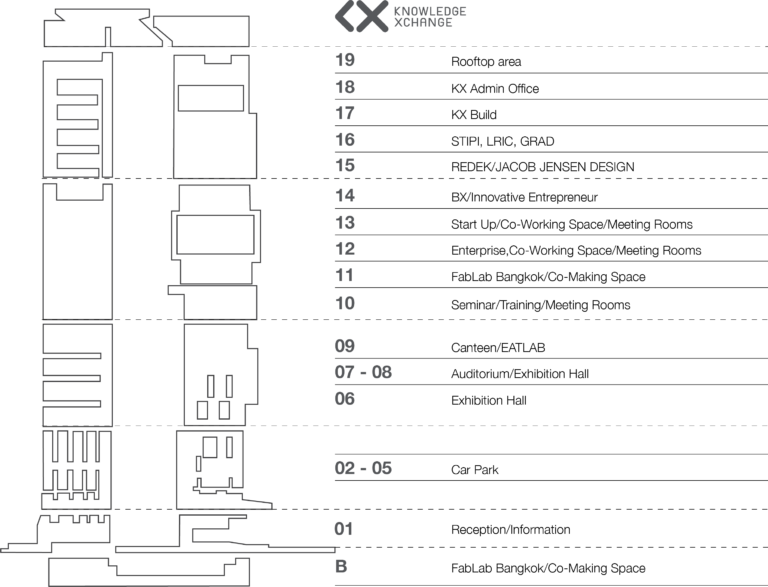 KX KNOWLEDGE
XCHANGE
19 Rooftop area
18 KX Admin Office
17 KX Build
16 STIPI, LRIC, GRAD
15 REDEK/JACOB JENSEN DESIGN
14 BX/Innovative Entrepreneur
13 Start Up/Co-Working Space/Meeting Rooms
12 Enterprise,Co-Working Space/Meeting Rooms
11 FabLab Bangkok/Co-Making Space
10 Seminar/Training/Meeting Rooms
09 Canteen/EATLAB
07 - 08 Auditorium/Exhibition Hall
06 Exhibition Hall
02 - 05 Car Park
01 Reception/Information
B FabLab Bangkok/Co-Making Space